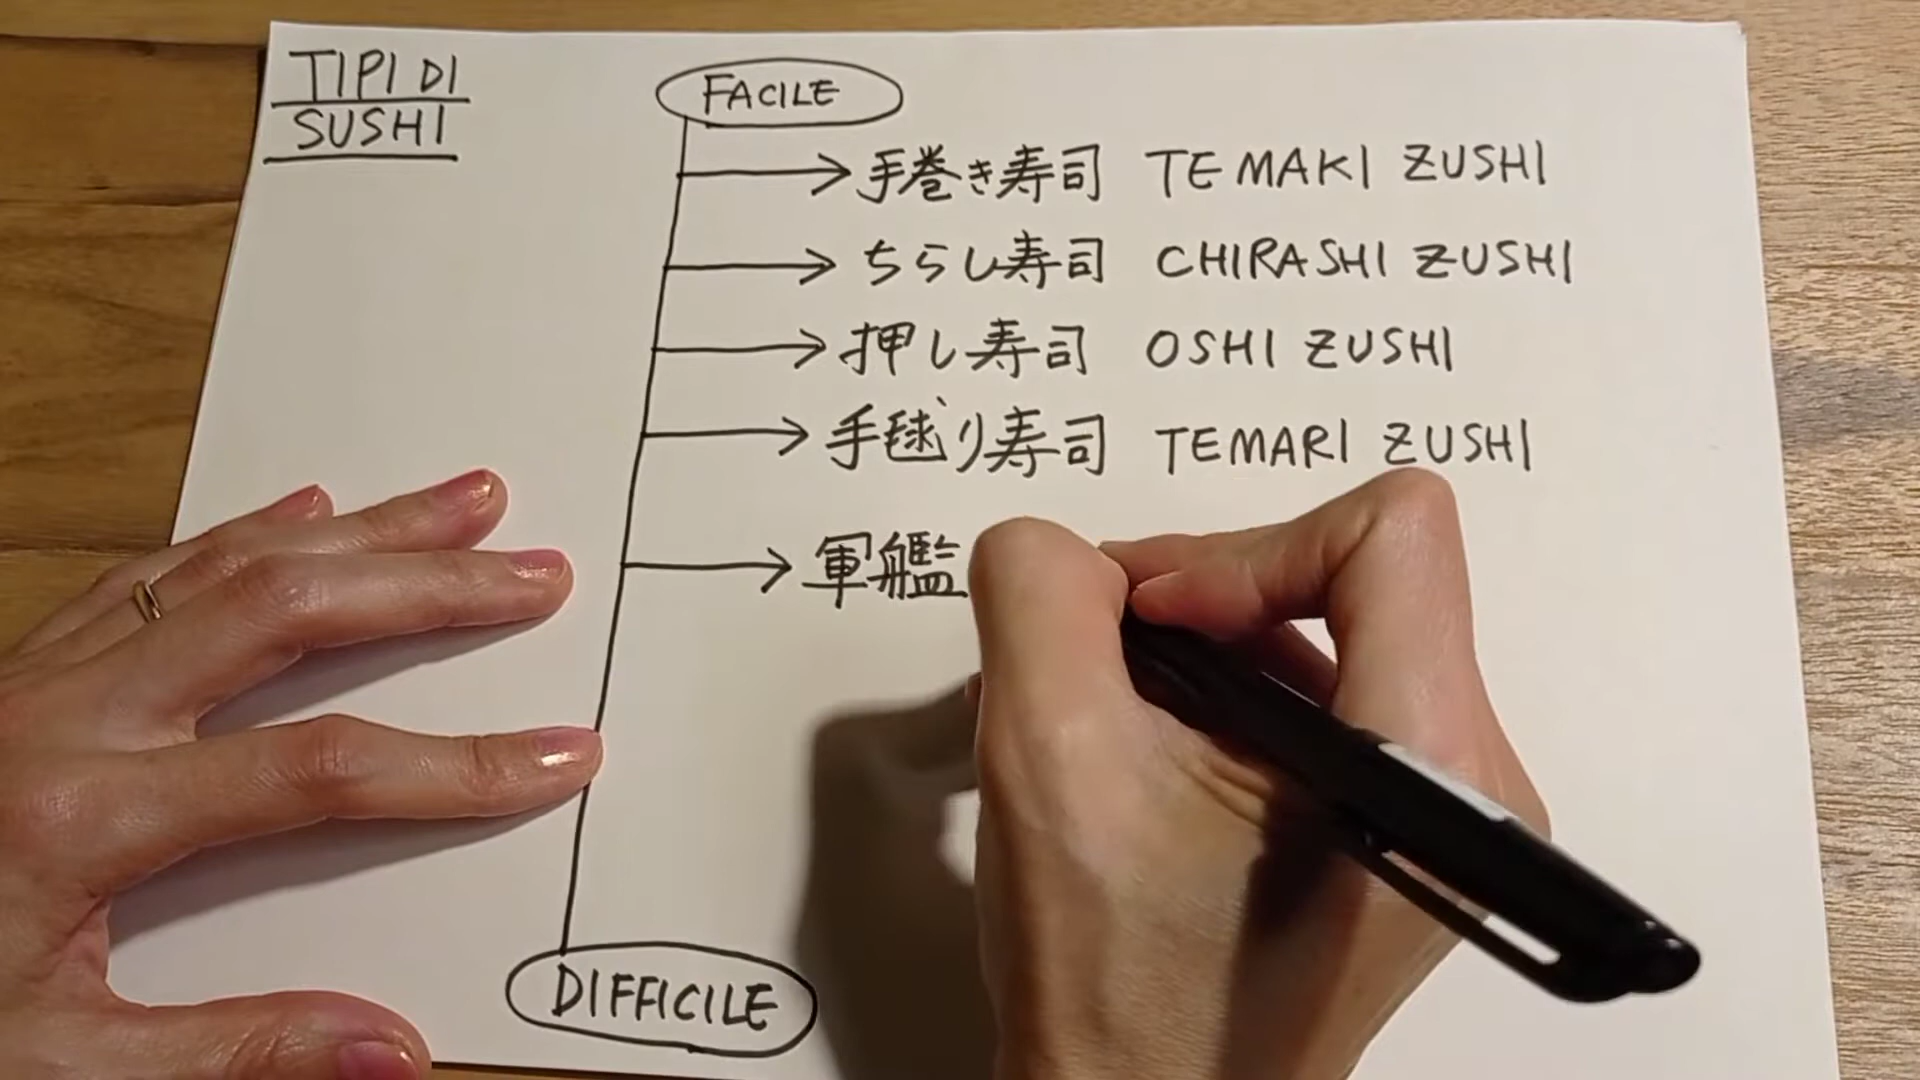 TIPI DI
SUSHI
FACILE
手巻き寿司 TEMAKI ZUSHI
ちらし寿司 CHIRASHI ZUSHI
押し寿司 OSHI ZUSHI
手毬り寿司 TEMARI ZUSHI
軍艦
DIFFICILE